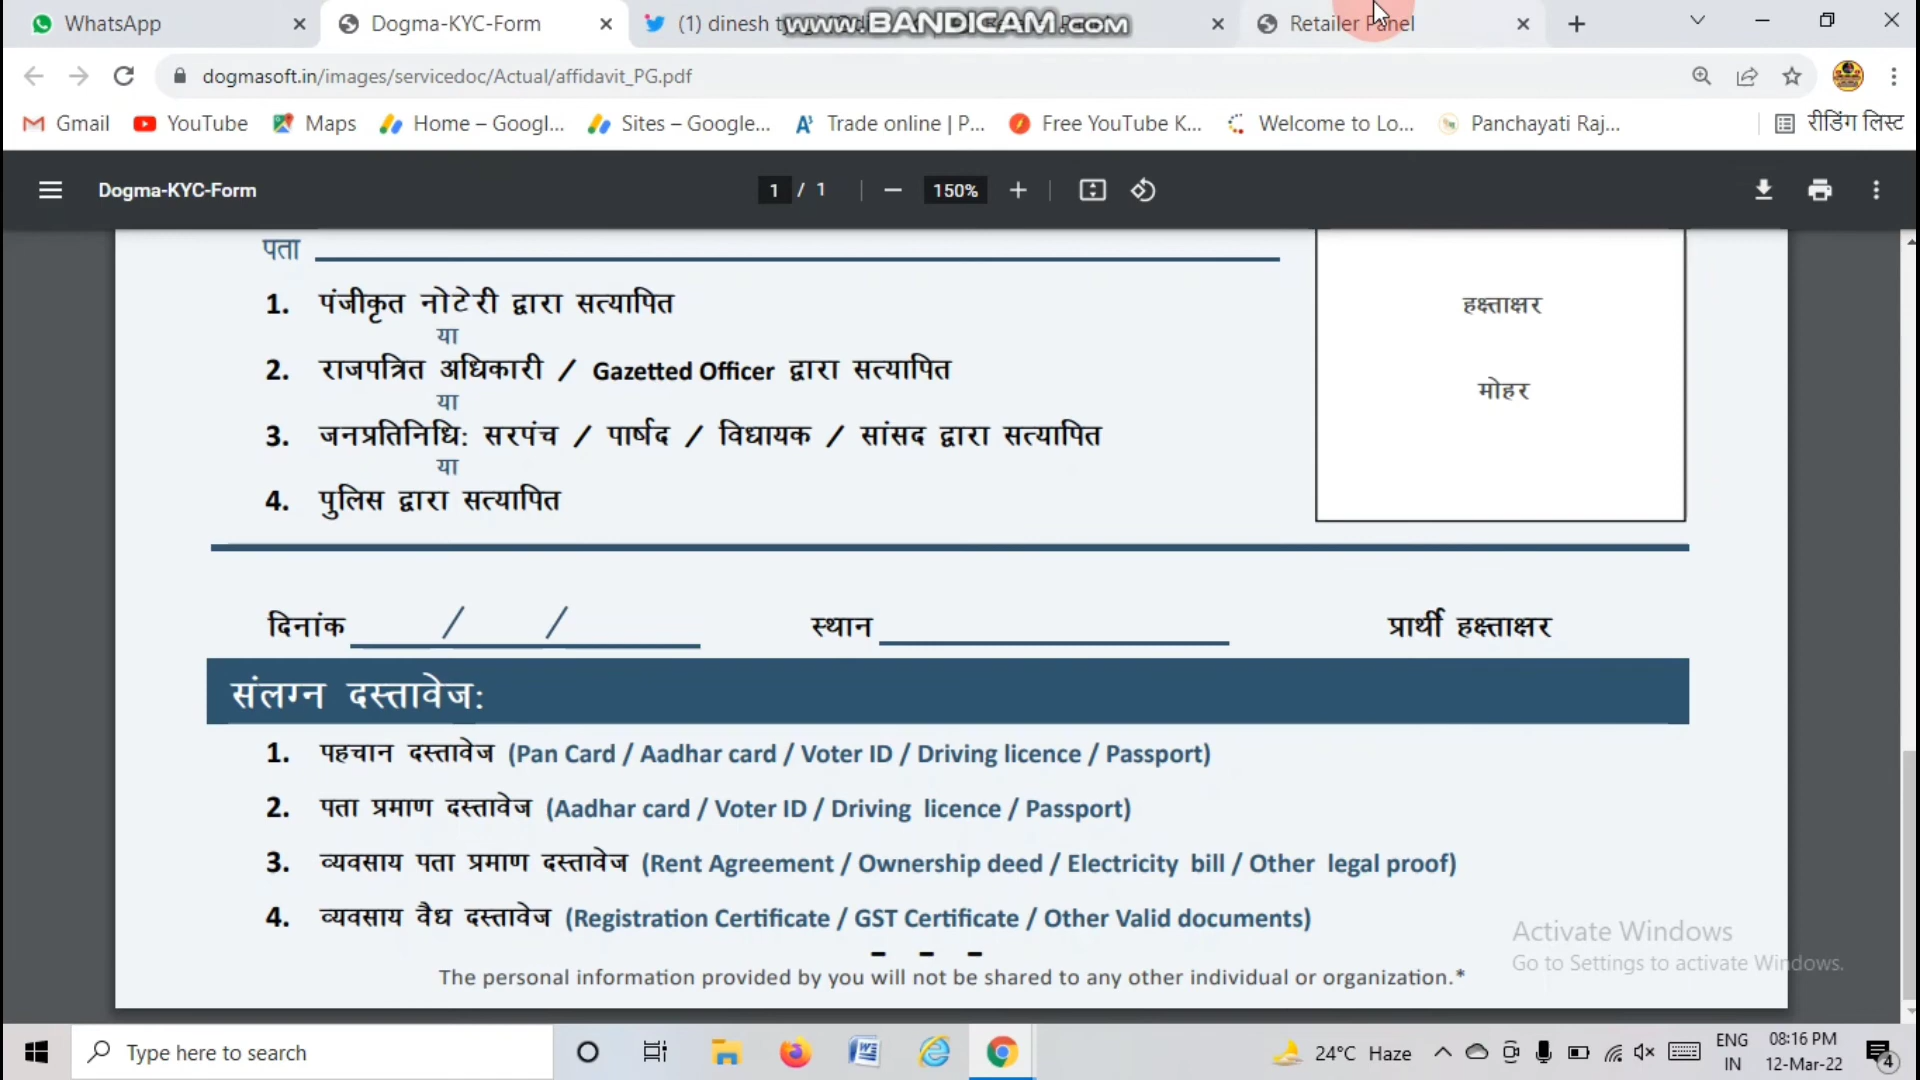 WhatsApp
Dogma-KYC-Form
(1) dinesh
www.BANDICAM.com
Retailer Panel
dogmasoft.in/images/servicedoc/Actual/affidavit_PG.pdf
Gmail
YouTube
Maps
Home – Googl...
Sites – Google...
Trade online | P...
Free YouTube K...
Welcome to Lo...
Panchayati Raj...
रीडिंग लिस्ट
Dogma-KYC-Form
1 / 1
150%
पता
1. पंजीकृत नोटेरी द्वारा सत्यापित
या
2. राजपत्रित अधिकारी / Gazetted Officer द्वारा सत्यापित
या
3. जनप्रतिनिधि: सरपंच / पार्षद / विधायक / सांसद द्वारा सत्यापित
या
4. पुलिस द्वारा सत्यापित
हक्ष्ताक्षर
मोहर
दिनांक / /
स्थान
प्रार्थी हक्ष्ताक्षर
संलग्न दस्तावेज:
1. पहचान दस्तावेज (Pan Card / Aadhar card / Voter ID / Driving licence / Passport)
2. पता प्रमाण दस्तावेज (Aadhar card / Voter ID / Driving licence / Passport)
3. व्यवसाय पता प्रमाण दस्तावेज (Rent Agreement / Ownership deed / Electricity bill / Other legal proof)
4. व्यवसाय वैध दस्तावेज (Registration Certificate / GST Certificate / Other Valid documents)
The personal information provided by you will not be shared to any other individual or organization.*
Activate Windows
Go to Settings to activate Windows.
Type here to search
24°C Haze
ENG
IN
08:16 PM
12-Mar-22
4